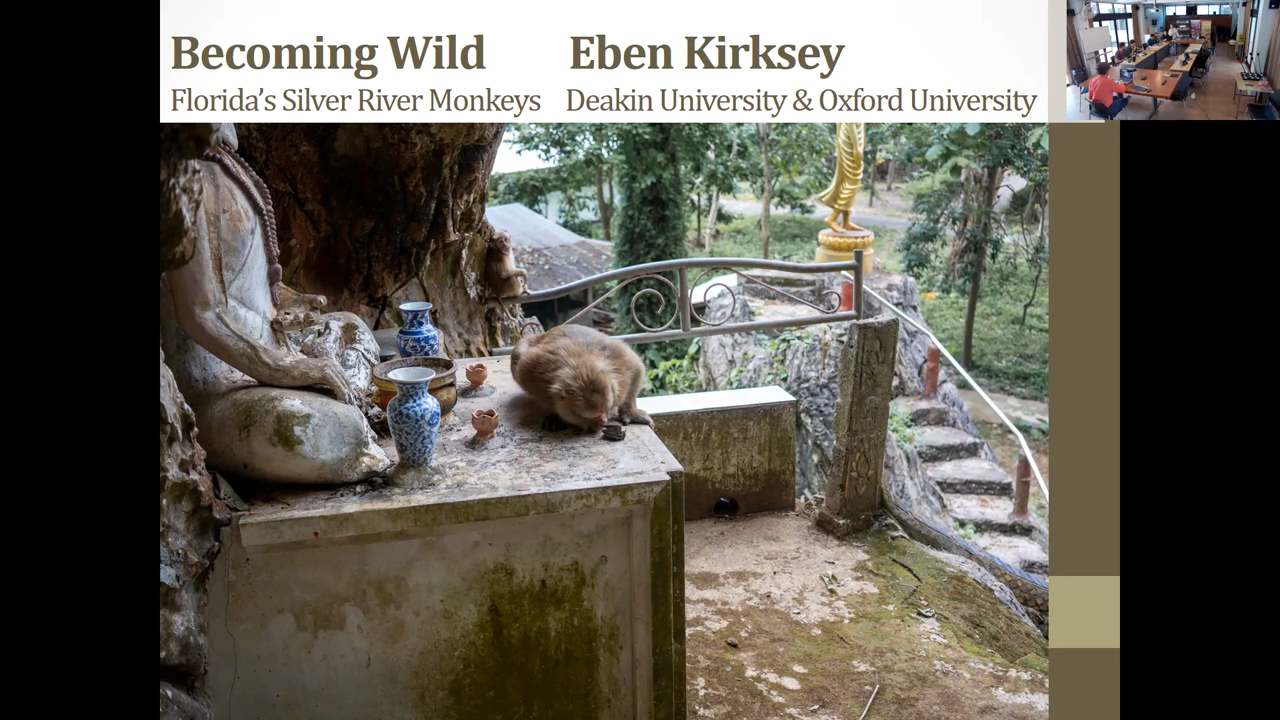 Becoming Wild
Eben Kirksey
Florida's Silver River Monkeys
Deakin University & Oxford University